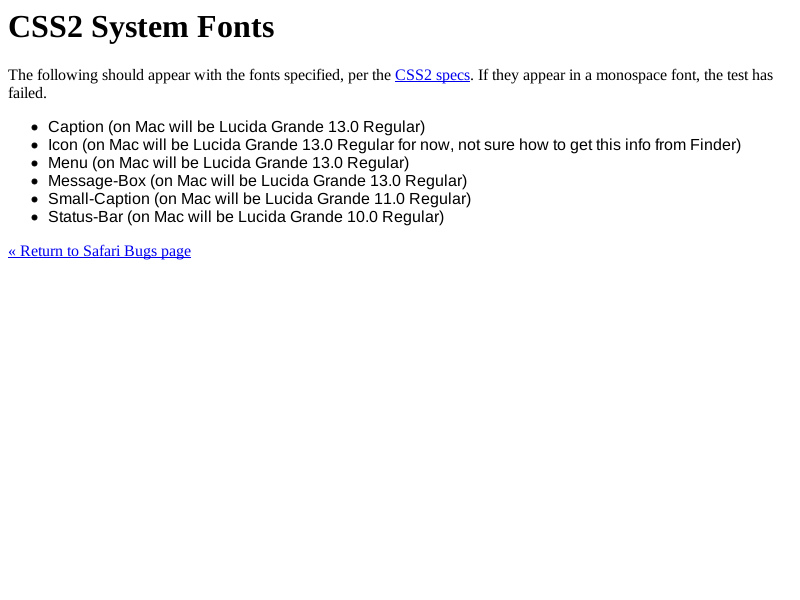 CSS2 System Fonts
The following should appear with the fonts specified, per the CSS2 specs. If they appear in a monospace font, the test has
failed.
Caption (on Mac will be Lucida Grande 13.0 Regular)
Icon (on Mac will be Lucida Grande 13.0 Regular for now, not sure how to get this info from Finder)
Menu (on Mac will be Lucida Grande 13.0 Regular)
Message-Box (on Mac will be Lucida Grande 13.0 Regular)
Small-Caption (on Mac will be Lucida Grande 11.0 Regular)
Status-Bar (on Mac will be Lucida Grande 10.0 Regular)
« Return to Safari Bugs page